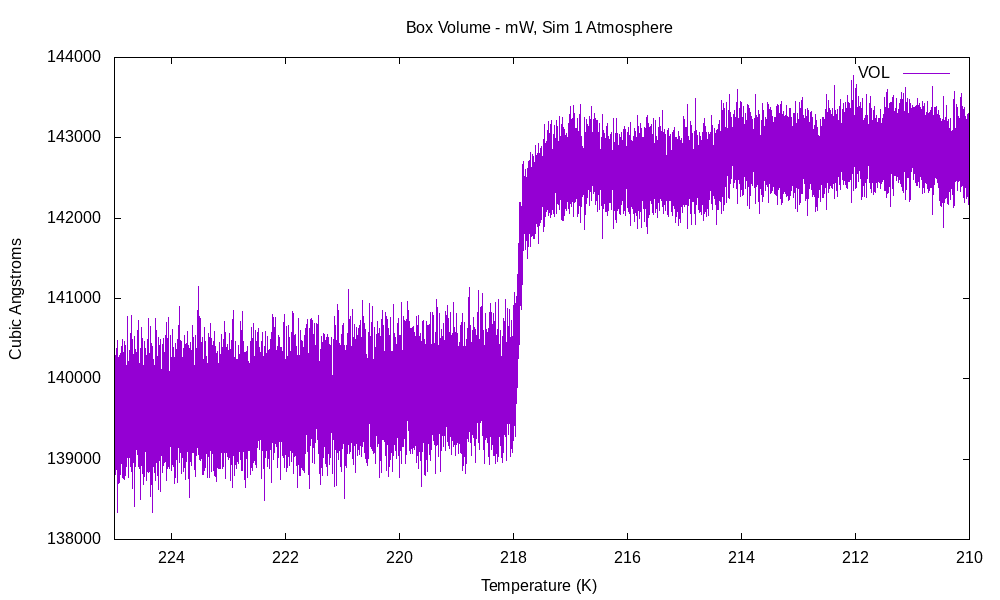 Box Volume - mW, Sim 1 Atmosphere
144000
VOL
143000
142000
141000
140000
139000
138000
Cubic Angstroms
224 222 220 218 216 214 212 210
Temperature (K)